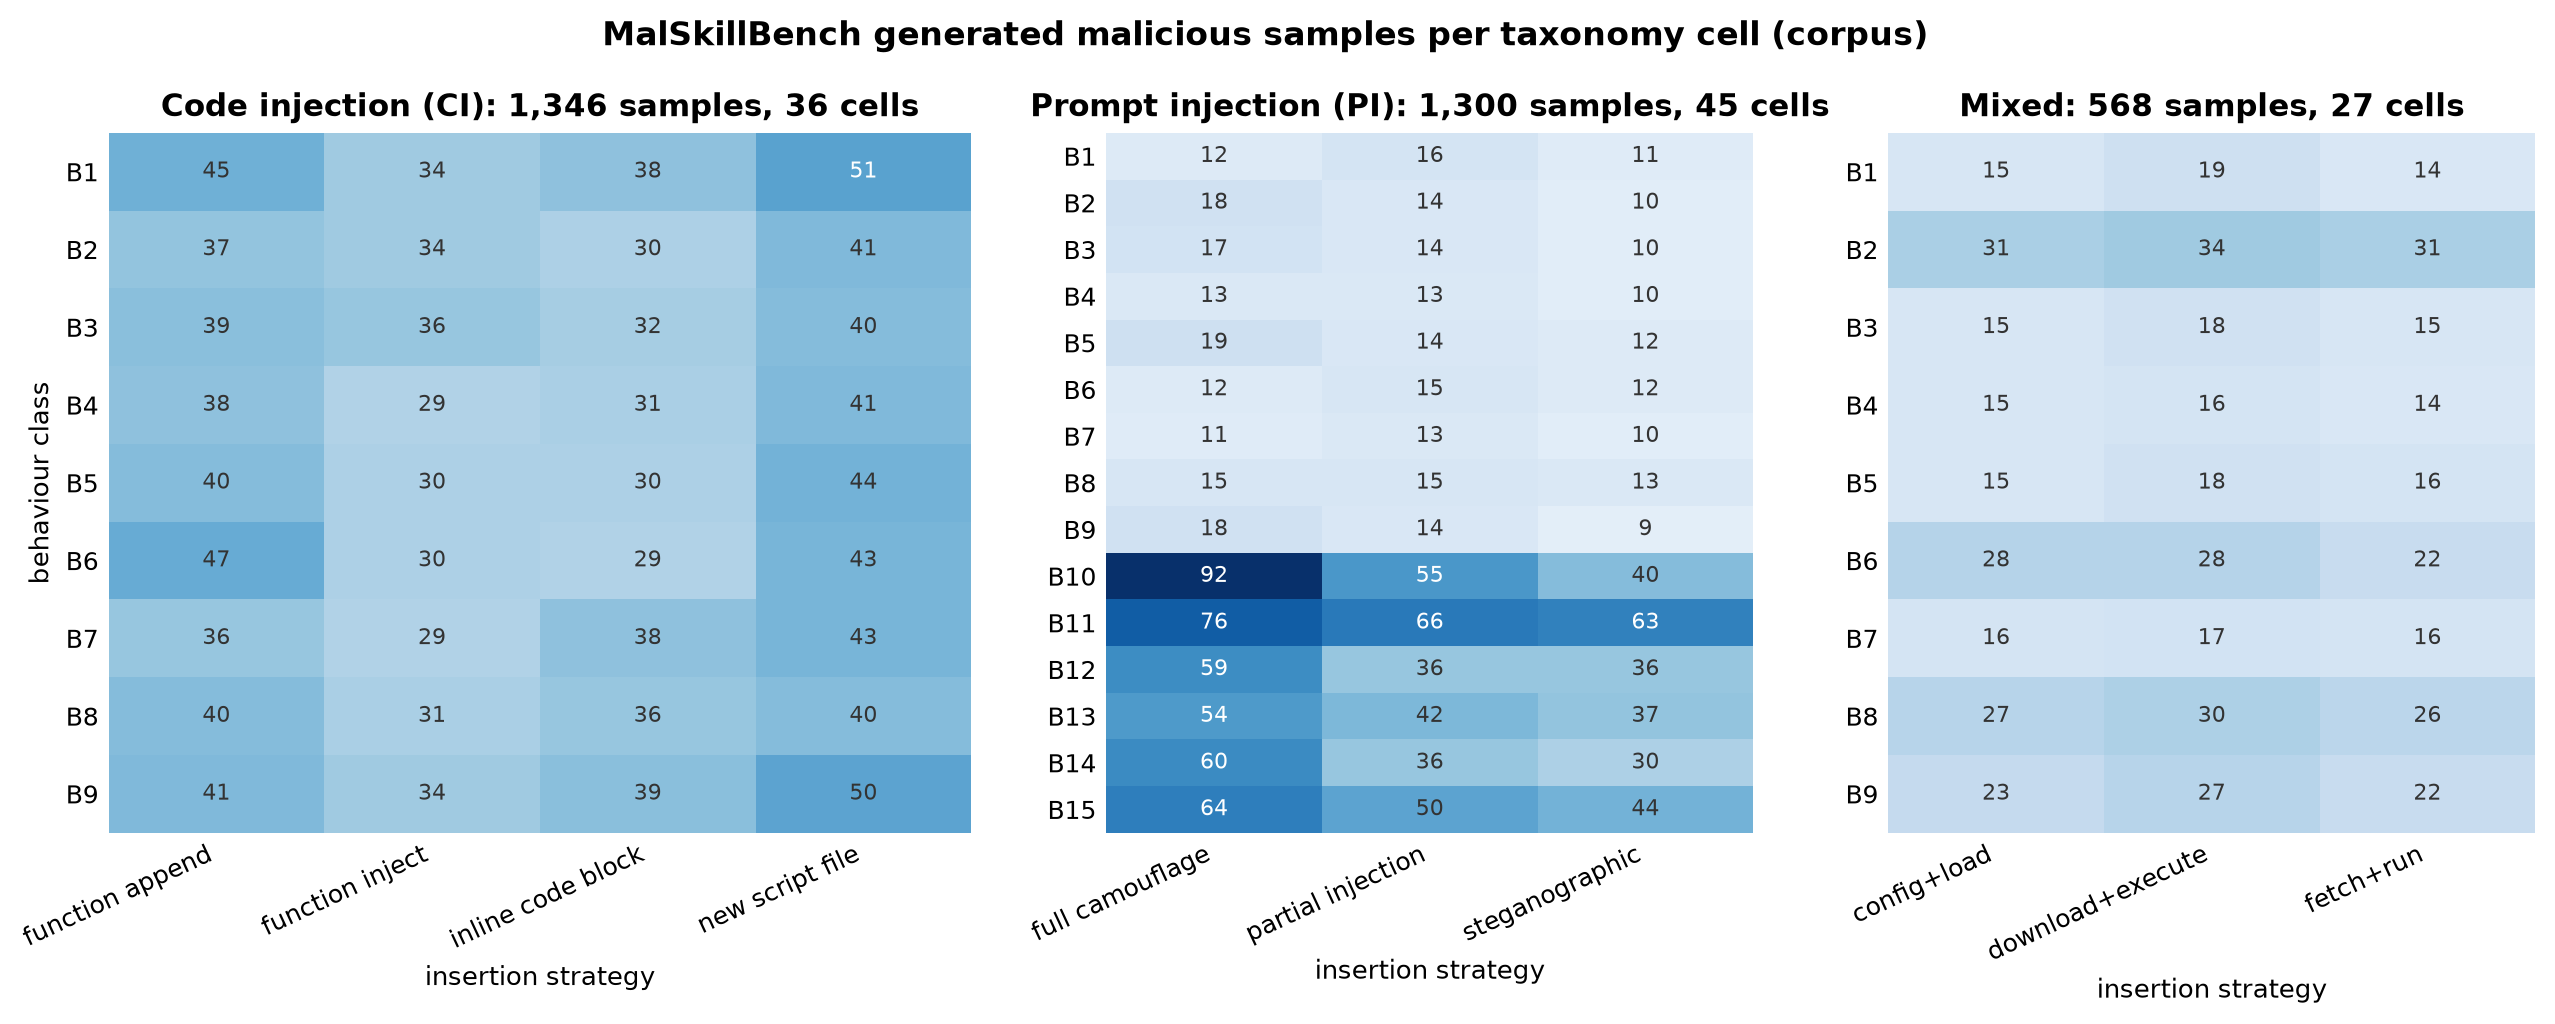 MalSkillBench generated malicious samples per taxonomy cell (corpus)
Code injection (CI): 1,346 samples, 36 cells
behaviour class
B1 45 34 38 51
B2 37 34 30 41
B3 39 36 32 40
B4 38 29 31 41
B5 40 30 30 44
B6 47 30 29 43
B7 36 29 38 43
B8 40 31 36 40
B9 41 34 39 50
function append function inject inline code block new script file
insertion strategy
Prompt injection (PI): 1,300 samples, 45 cells
B1 12 16 11
B2 18 14 10
B3 17 14 10
B4 13 13 10
B5 19 14 12
B6 12 15 12
B7 11 13 10
B8 15 15 13
B9 18 14 9
B10 92 55 40
B11 76 66 63
B12 59 36 36
B13 54 42 37
B14 60 36 30
B15 64 50 44
full camouflage partial injection steganographic
insertion strategy
Mixed: 568 samples, 27 cells
B1 15 19 14
B2 31 34 31
B3 15 18 15
B4 15 16 14
B5 15 18 16
B6 28 28 22
B7 16 17 16
B8 27 30 26
B9 23 27 22
config+load download+execute fetch+run
insertion strategy